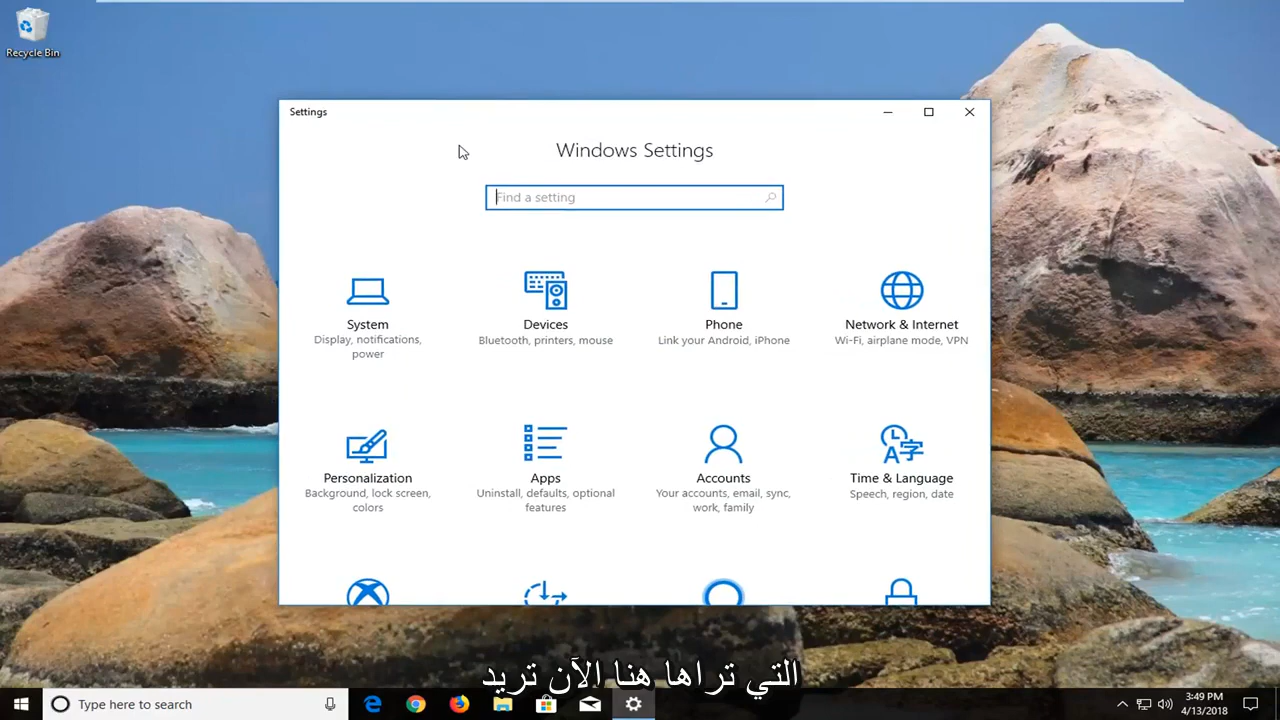 Recycle Bin
Settings
Windows Settings
Find a setting
System
Display, notifications,
power
Devices
Bluetooth, printers, mouse
Phone
Link your Android, iPhone
Network & Internet
Wi-Fi, airplane mode, VPN
Personalization
Background, lock screen,
colors
Apps
Uninstall, defaults, optional
features
Accounts
Your accounts, email, sync,
work, family
Time & Language
Speech, region, date
التي تراها هنا الآن تريد
Type here to search
3:49 PM
4/13/2018